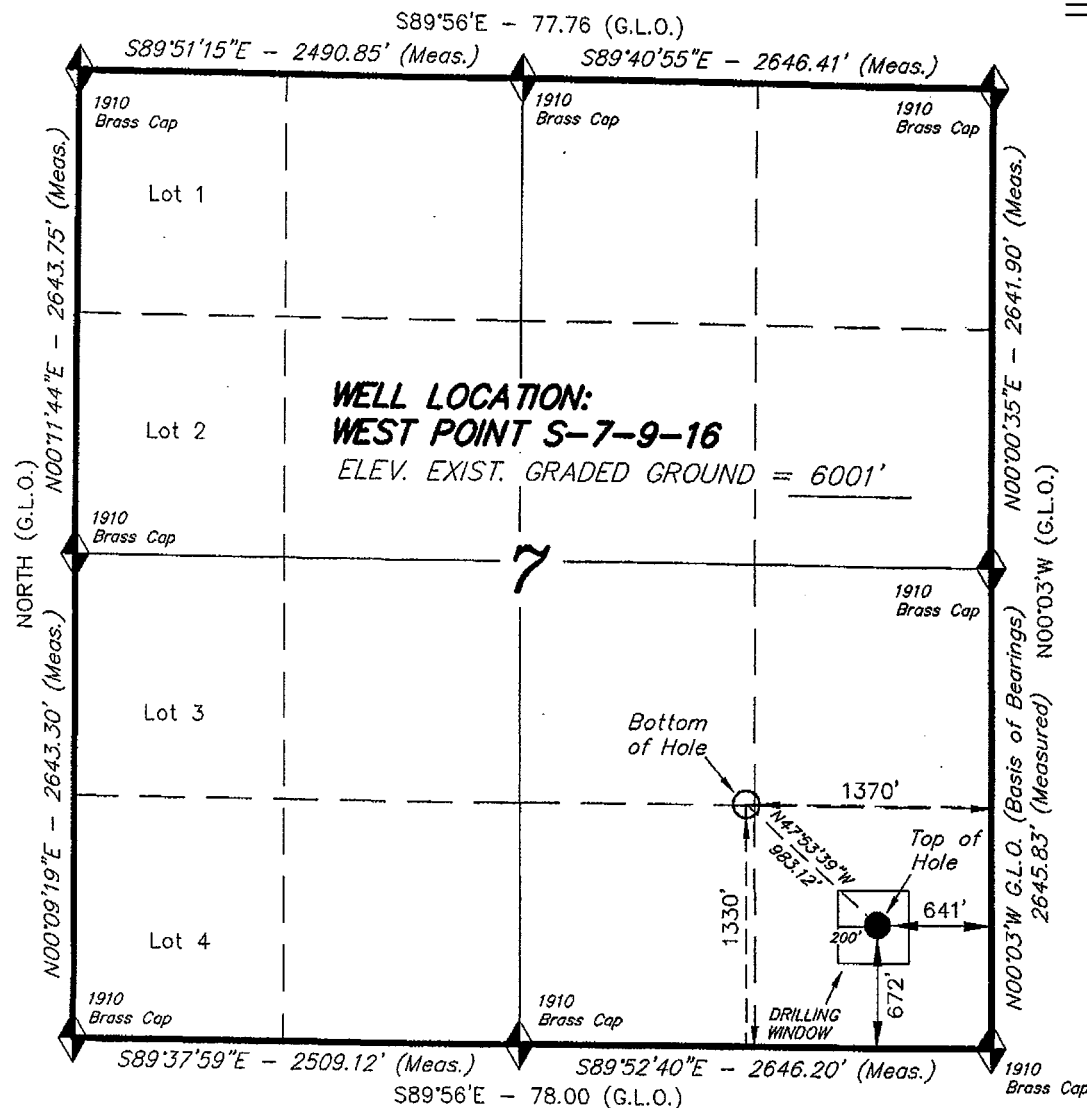 S89°56'E - 77.76 (G.L.O.)
S89°51'15"E - 2490.85' (Meas.)
S89°40'55"E - 2646.41' (Meas.)
1910
Brass Cap
1910
Brass Cap
1910
Brass Cap
N00°11'44"E - 2643.75' (Meas.)
Lot 1
N00°00'35"E - 2641.90' (Meas.)
WELL LOCATION:
WEST POINT S-7-9-16
ELEV. EXIST. GRADED GROUND = 6001'
Lot 2
NORTH (G.L.O.)
N00°03'W (G.L.O.)
1910
Brass Cap
7
1910
Brass Cap
N00°09'19"E - 2643.30' (Meas.)
Lot 3
Bottom
of Hole
1370'
N47°53'39"W
983.12'
Top of
Hole
641'
200'
1330'
672'
DRILLING
WINDOW
N00°03'W G.L.O. (Basis of Bearings)
2645.83' (Measured)
Lot 4
1910
Brass Cap
1910
Brass Cap
1910
Brass Cap
S89°37'59"E - 2509.12' (Meas.)
S89°52'40"E - 2646.20' (Meas.)
S89°56'E - 78.00 (G.L.O.)